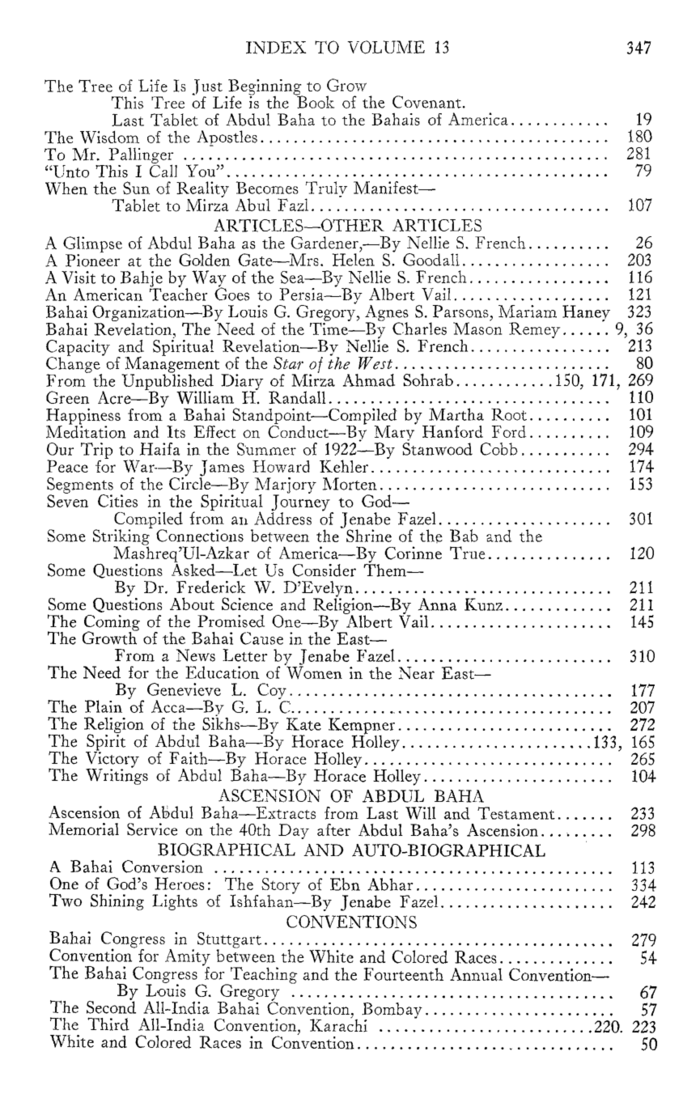 INDEX TO VOLUME 13 347
The Tree of Life Is Just Beginning to Grow
This Tree of Life is the Book of the Covenant.
Last Tablet of Abdul Baha to the Bahais of America............ 19
The Wisdom of the Apostles.......................................... 180
To Mr. Pallinger .................................................. 281
“Unto This I Call You”.............................................. 79
When the Sun of Reality Becomes Truly Manifest—
Tablet to Mirza Abul Fazl.................................... 107
ARTICLES—OTHER ARTICLES
A Glimpse of Abdul Baha as the Gardener,—By Nellie S. French.......... 26
A Pioneer at the Golden Gate—Mrs. Helen S. Goodall.................. 203
A Visit to Bahje by Way of the Sea—By Nellie S. French................. 116
An American Teacher Goes to Persia—By Albert Vail................... 121
Bahai Organization—By Louis G. Gregory, Agnes S. Parsons, Mariam Haney 323
Bahai Revelation, The Need of the Time—By Charles Mason Remey...... 9, 36
Capacity and Spiritual Revelation—By Nellie S. French................. 213
Change of Management of the Star of the West.......................... 80
From the Unpublished Diary of Mirza Ahmad Sohrab............150, 171, 269
Green Acre—By William H. Randall..................................... 110
Happiness from a Bahai Standpoint—Compiled by Martha Root.......... 101
Meditation and Its Effect on Conduct—By Mary Hanford Ford.......... 109
Our Trip to Haifa in the Summer of 1922—By Stanwood Cobb........... 294
Peace for War—By James Howard Kehler............................. 174
Segments of the Circle—By Marjory Morten............................ 153
Seven Cities in the Spiritual Journey to God—
Compiled from an Address of Jenabe Fazel..................... 301
Some Striking Connections between the Shrine of the Bab and the
Mashreq’Ul-Azkar of America—By Corinne True............... 120
Some Questions Asked—Let Us Consider Them—
By Dr. Frederick W. D’Evelyn............................... 211
Some Questions About Science and Religion—By Anna Kunz............. 211
The Coming of the Promised One—By Albert Vail...................... 145
The Growth of the Bahai Cause in the East—
From a News Letter by Jenabe Fazel.......................... 310
The Need for the Education of Women in the Near East—
By Genevieve L. Coy....................................... 177
The Plain of Acca—By G. L. C....................................... 207
The Religion of the Sikhs—By Kate Kempner.......................... 272
The Spirit of Abdul Baha—By Horace Holley.......................133, 165
The Victory of Faith—By Horace Holley.............................. 265
The Writings of Abdul Baha—By Horace Holley....................... 104
ASCENSION OF ABDUL BAHA
Ascension of Abdul Baha—Extracts from Last Will and Testament....... 233
Memorial Service on the 40th Day after Abdul Baha’s Ascension......... 298
BIOGRAPHICAL AND AUTO-BIOGRAPHICAL
A Bahai Conversion ................................................ 113
One of God’s Heroes: The Story of Ebn Abhar........................ 334
Two Shining Lights of Ishfahan—By Jenabe Fazel..................... 242
CONVENTIONS
Bahai Congress in Stuttgart.......................................... 279
Convention for Amity between the White and Colored Races.............. 54
The Bahai Congress for Teaching and the Fourteenth Annual Convention—
By Louis G. Gregory ....................................... 67
The Second All-India Bahai Convention, Bombay....................... 57
The Third All-India Convention, Karachi ..........................220. 223
White and Colored Races in Convention............................... 50